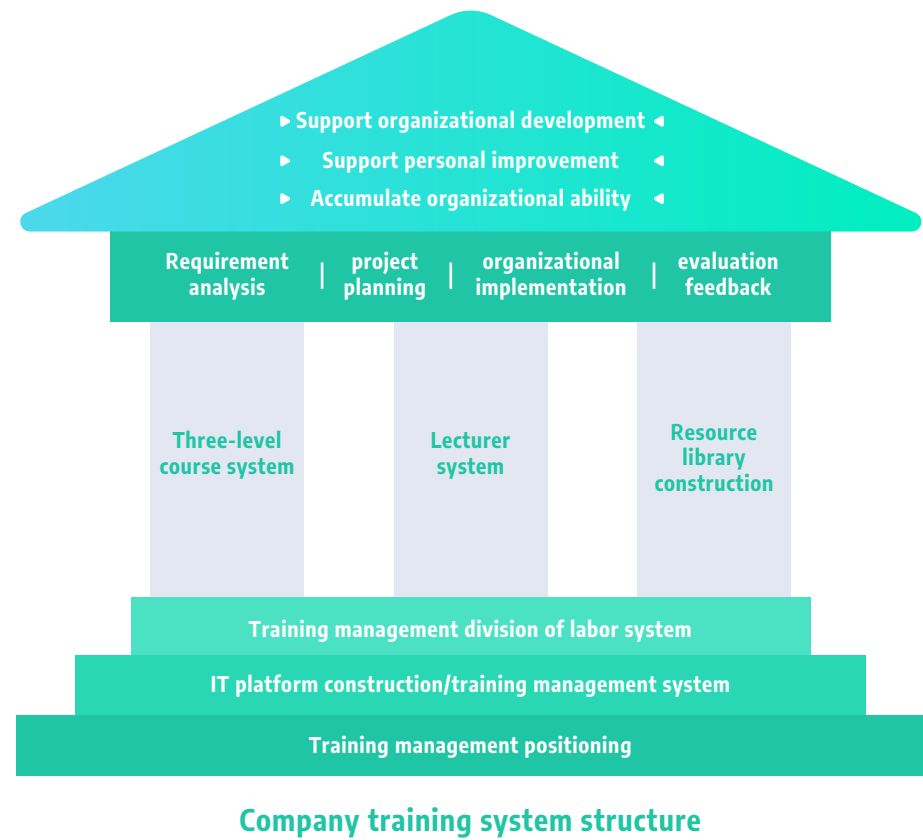 Support organizational development
Support personal improvement
Accumulate organizational ability
Requirement
analysis
project
planning
organizational
implementation
evaluation
feedback
Three-level
course system
Lecturer
system
Resource
library
construction
Training management division of labor system
IT platform construction/training management system
Training management positioning
Company training system structure